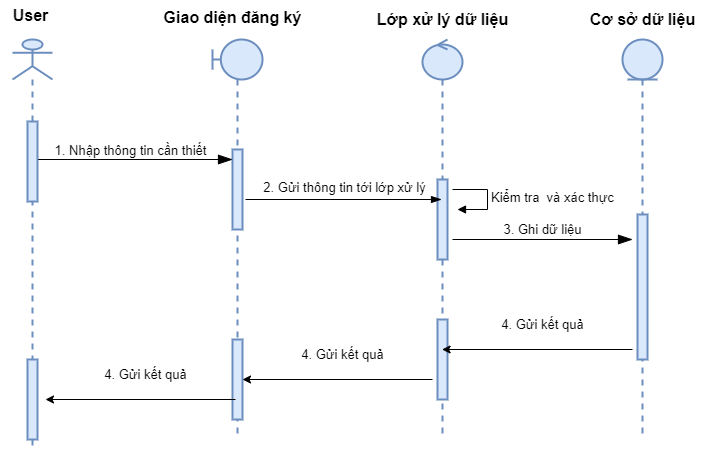 User
Giao diện đăng ký
Lớp xử lý dữ liệu
Cơ sở dữ liệu
1. Nhập thông tin cần thiết
2. Gửi thông tin tới lớp xử lý
Kiểm tra và xác thực
3. Ghi dữ liệu
4. Gửi kết quả
4. Gửi kết quả
4. Gửi kết quả